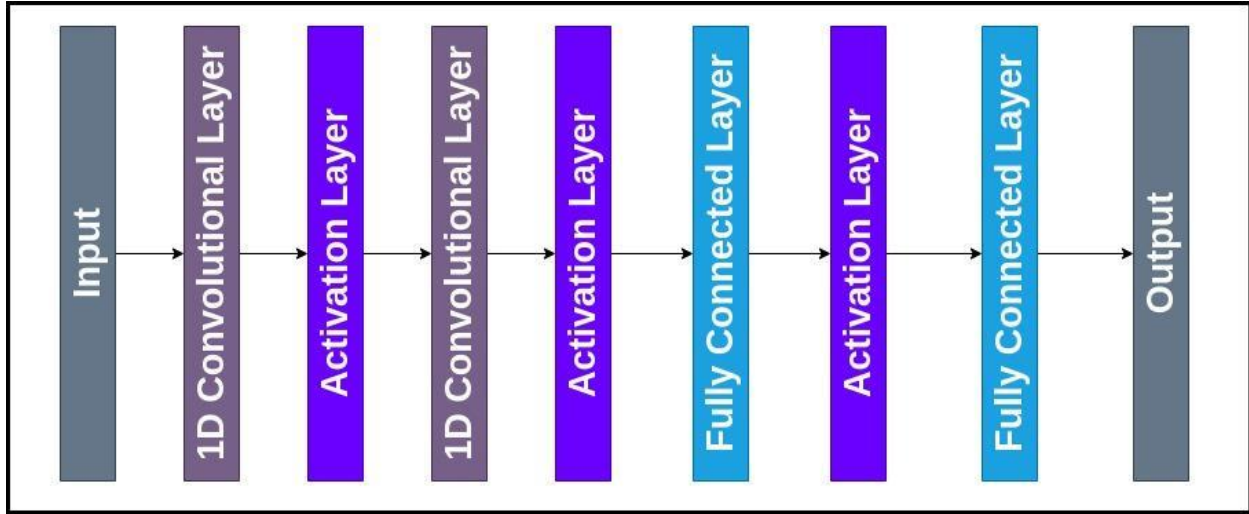 Input
1D Convolutional Layer
Activation Layer
1D Convolutional Layer
Activation Layer
Fully Connected Layer
Activation Layer
Fully Connected Layer
Output